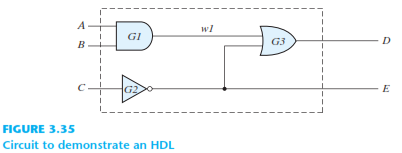 A
B
G1
w1
G3
D
C
G2
E
FIGURE 3.35
Circuit to demonstrate an HDL